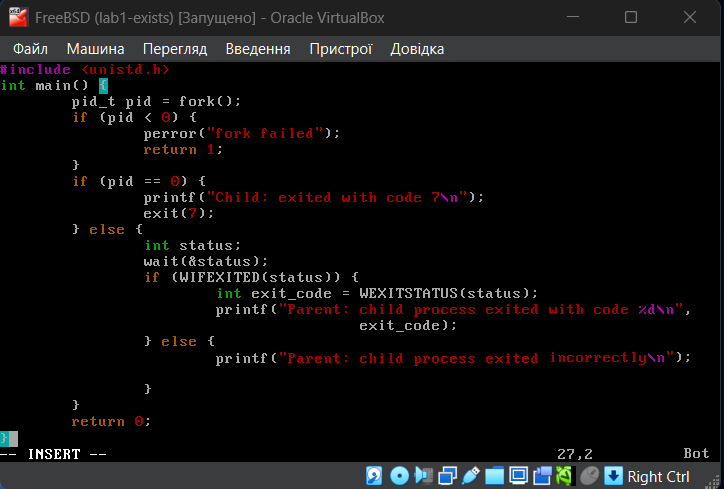 FreeBSD (lab1-exists) [Запущено] - Oracle VirtualBox
Файл Машина Перегляд Введення Пристрої Довідка
#include <unistd.h>
int main() {
        pid_t pid = fork();
        if (pid < 0) {
                perror("fork failed");
                return 1;
        }
        if (pid == 0) {
                printf("Child: exited with code 7\n");
                exit(7);
        } else {
                int status;
                wait(&status);
                if (WIFEXITED(status)) {
                        int exit_code = WEXITSTATUS(status);
                        printf("Parent: child process exited with code %d\n",
                                        exit_code);
                } else {
                        printf("Parent: child process exited incorrectly\n");

                }
        }
        return 0;
}
-- INSERT -- 27,2 Bot
Right Ctrl